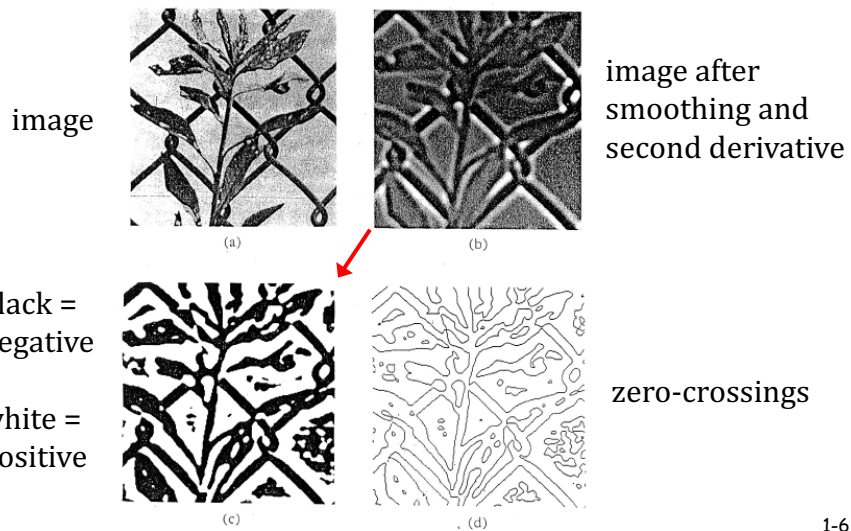 image
image after
smoothing and
second derivative
(a)
(b)
lack =
egative
hite =
ositive
zero-crossings
(c)
(d)
1-6